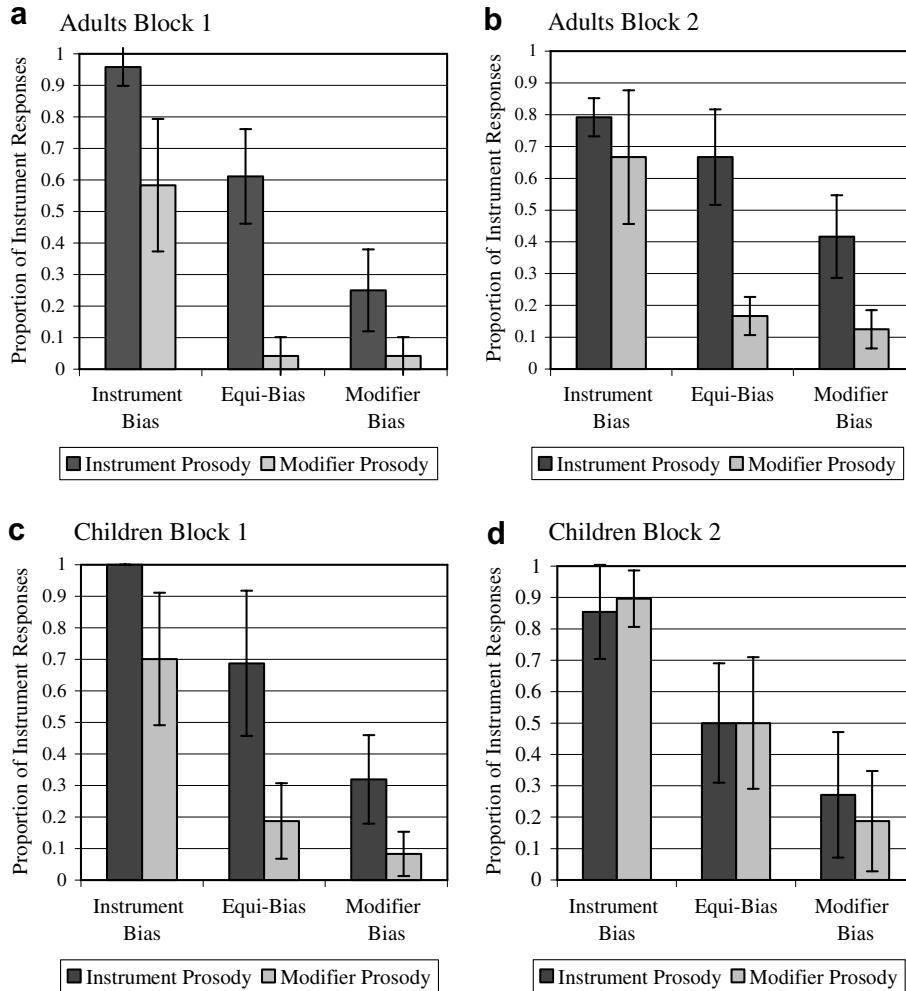 a Adults Block 1
Proportion of Instrument Responses
1
0.9
0.8
0.7
0.6
0.5
0.4
0.3
0.2
0.1
0
Instrument Bias
Equi-Bias
Modifier Bias
Instrument Prosody Modifier Prosody
b Adults Block 2
Proportion of Instrument Responses
1
0.9
0.8
0.7
0.6
0.5
0.4
0.3
0.2
0.1
0
Instrument Bias
Equi-Bias
Modifier Bias
Instrument Prosody Modifier Prosody
c Children Block 1
Proportion of Instrument Responses
1
0.9
0.8
0.7
0.6
0.5
0.4
0.3
0.2
0.1
0
Instrument Bias
Equi-Bias
Modifier Bias
Instrument Prosody Modifier Prosody
d Children Block 2
Proportion of Instrument Responses
1
0.9
0.8
0.7
0.6
0.5
0.4
0.3
0.2
0.1
0
Instrument Bias
Equi-Bias
Modifier Bias
Instrument Prosody Modifier Prosody